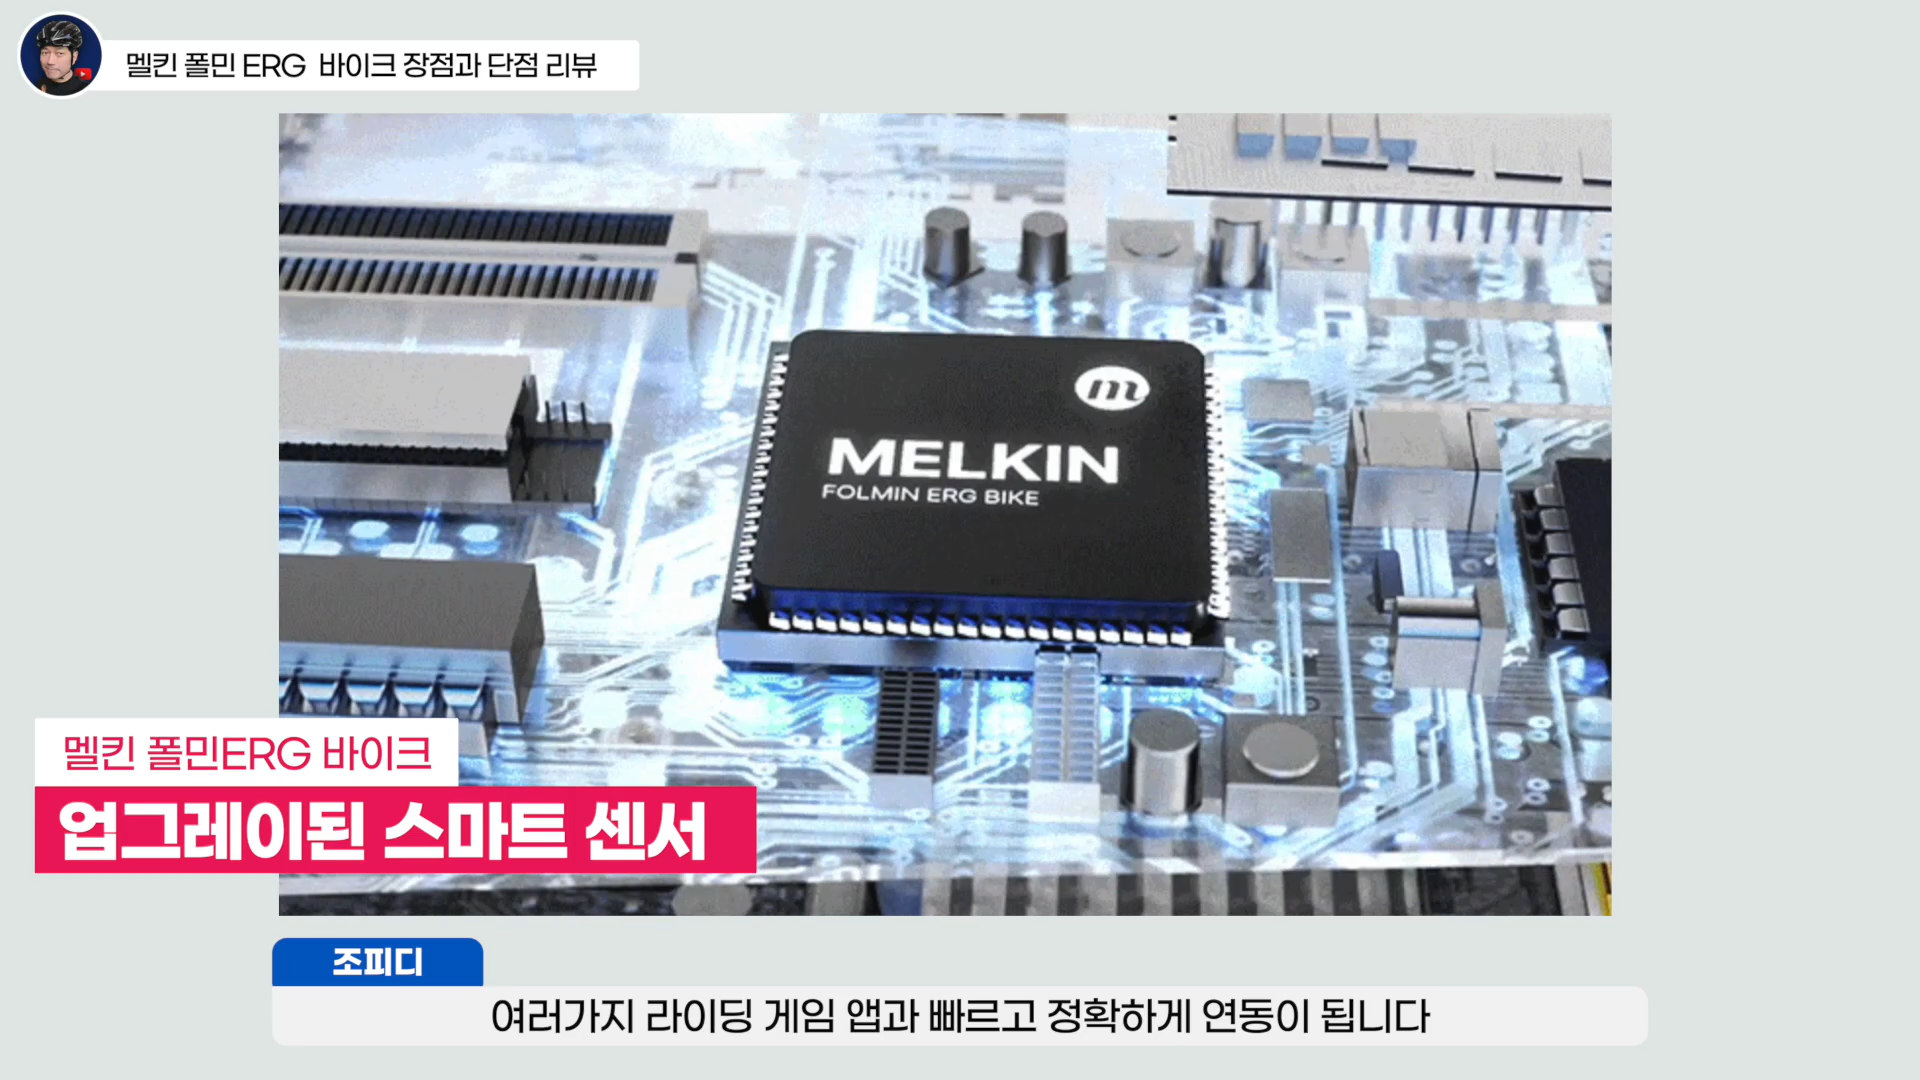 멜킨 폴민 ERG 바이크 장점과 단점 리뷰
m
MELKIN
FOLMIN ERG BIKE
멜킨 폴민ERG 바이크
업그레이된 스마트 센서
조피디
여러가지 라이딩 게임 앱과 빠르고 정확하게 연동이 됩니다